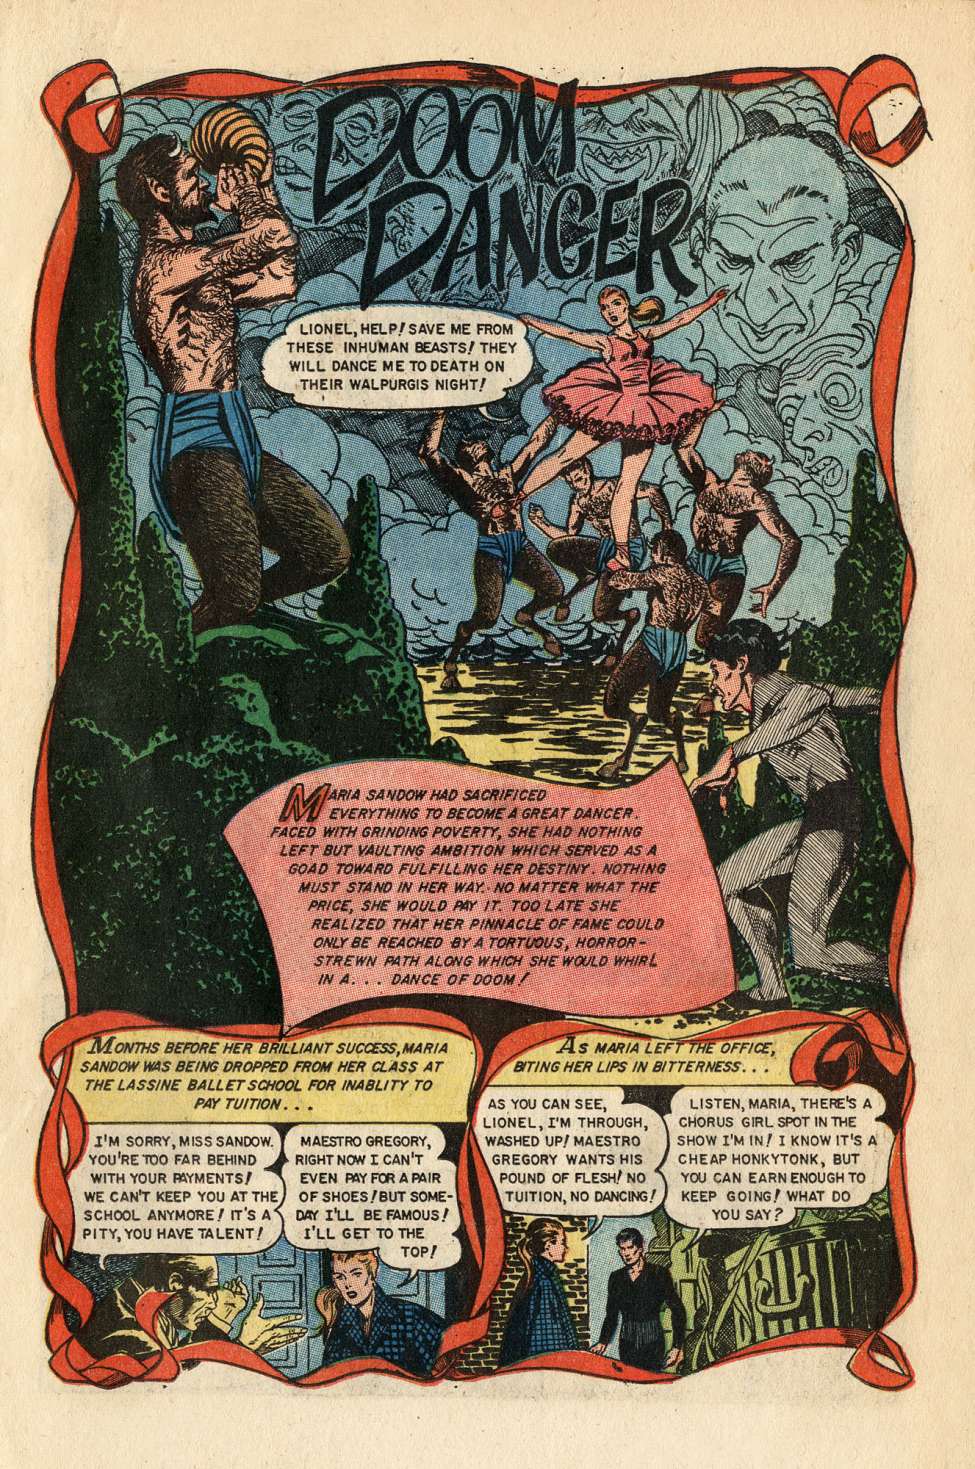 DOOM
DANCER
LIONEL, HELP! SAVE ME FROM
THESE INHUMAN BEASTS! THEY
WILL DANCE ME TO DEATH ON
THEIR WALPURGIS NIGHT!
MARIA SANDOW HAD SACRIFICED
EVERYTHING TO BECOME A GREAT DANCER.
FACED WITH GRINDING POVERTY, SHE HAD NOTHING
LEFT BUT VAULTING AMBITION WHICH SERVED AS A
GOAD TOWARD FULFILLING HER DESTINY. NOTHING
MUST STAND IN HER WAY. NO MATTER WHAT THE
PRICE, SHE WOULD PAY IT. TOO LATE SHE
REALIZED THAT HER PINNACLE OF FAME COULD
ONLY BE REACHED BY A TORTUOUS, HORROR-
STREWN PATH ALONG WHICH SHE WOULD WHIRL
IN A... DANCE OF DOOM!
MONTHS BEFORE HER BRILLIANT SUCCESS, MARIA
SANDOW WAS BEING DROPPED FROM HER CLASS AT
THE LASSINE BALLET SCHOOL FOR INABLITY TO
PAY TUITION...
I'M SORRY, MISS SANDOW.
YOU'RE TOO FAR BEHIND
WITH YOUR PAYMENTS!
WE CAN'T KEEP YOU AT THE
SCHOOL ANYMORE! IT'S A
PITY, YOU HAVE TALENT!
MAESTRO GREGORY,
RIGHT NOW I CAN'T
EVEN PAY FOR A PAIR
OF SHOES! BUT SOME-
DAY I'LL BE FAMOUS!
I'LL GET TO THE
TOP!
AS MARIA LEFT THE OFFICE,
BITING HER LIPS IN BITTERNESS...
AS YOU CAN SEE,
LIONEL, I'M THROUGH,
WASHED UP! MAESTRO
GREGORY WANTS HIS
POUND OF FLESH! NO
TUITION, NO DANCING!
LISTEN, MARIA, THERE'S A
CHORUS GIRL SPOT IN THE
SHOW I'M IN! I KNOW IT'S A
CHEAP HONKYTONK, BUT
YOU CAN EARN ENOUGH TO
KEEP GOING! WHAT DO
YOU SAY?